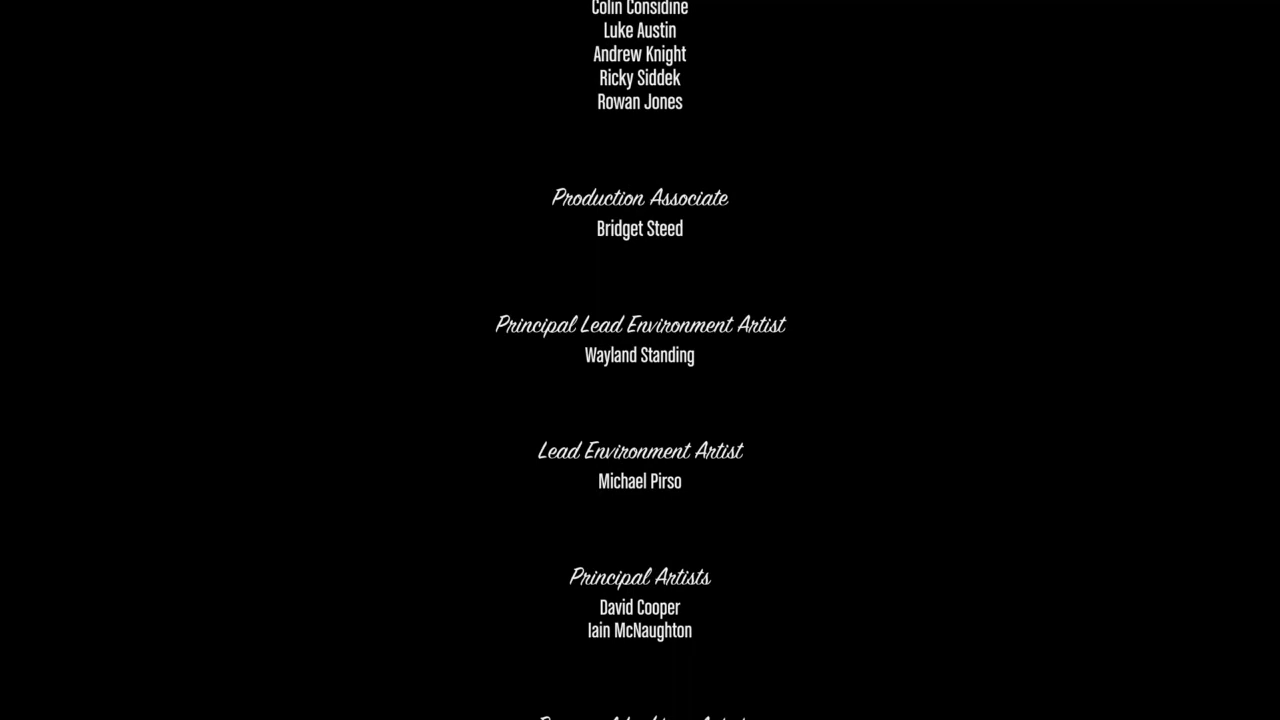 Colin Considine
Luke Austin
Andrew Knight
Ricky Siddek
Rowan Jones
Production Associate
Bridget Steed
Principal Lead Environment Artist
Wayland Standing
Lead Environment Artist
Michael Pirso
Principal Artists
David Cooper
Iain McNaughton